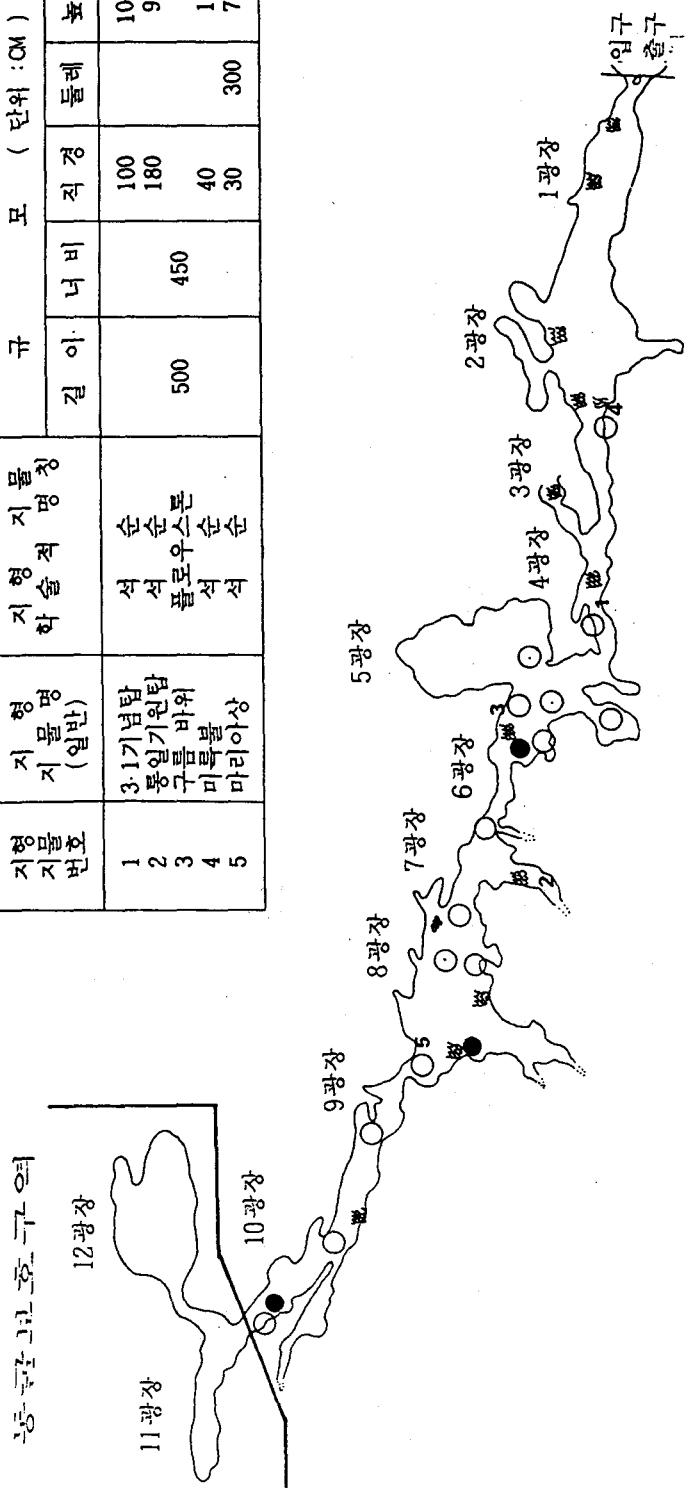 지형 지물 번호
지형 지물명 (일반)
지형 지물 학술적 명칭
규 모 ( 단위 :CM )
길 이 너 비 직 경 둘레
1 3·1기념탑 석 순 100
2 통일기원탑 석 순 180
3 구름 바위 플로우스톤 500 450
4 미륵불 석 순 40
5 마리아상 석 순 30 300
12광장
11광장
10광장
9광장
8광장
7광장
6광장
5광장
4광장
3광장
2광장
1광장
입구
출구
5
2
3
1
4